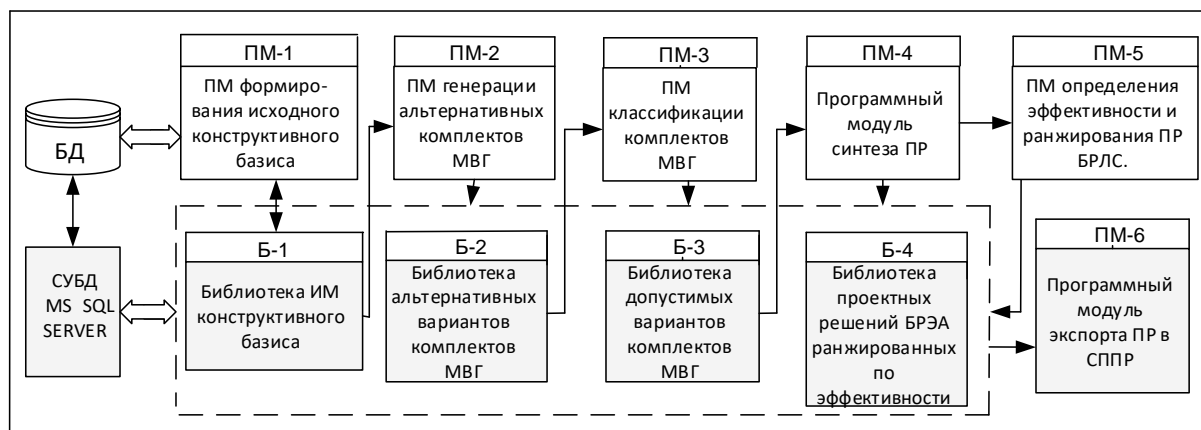 ПМ-1
ПМ формиро-
вания исходного
конструктивного
базиса
ПМ-2
ПМ генерации
альтернативных
комплектов
МВГ
ПМ-3
ПМ
классификации
комплектов
МВГ
ПМ-4
Программный
модуль
синтеза ПР
ПМ-5
ПМ определения
эффективности и
ранжирования ПР
БРЛС.
БД
СУБД
MS SQL
SERVER
Б-1
Библиотека ИМ
конструктивного
базиса
Б-2
Библиотека
альтернативных
вариантов
комплектов
МВГ
Б-3
Библиотека
допустимых
вариантов
комплектов
МВГ
Б-4
Библиотека
проектных
решений БРЭА
ранжированных
по
эффективности
ПМ-6
Программный
модуль
экспорта ПР в
СППР